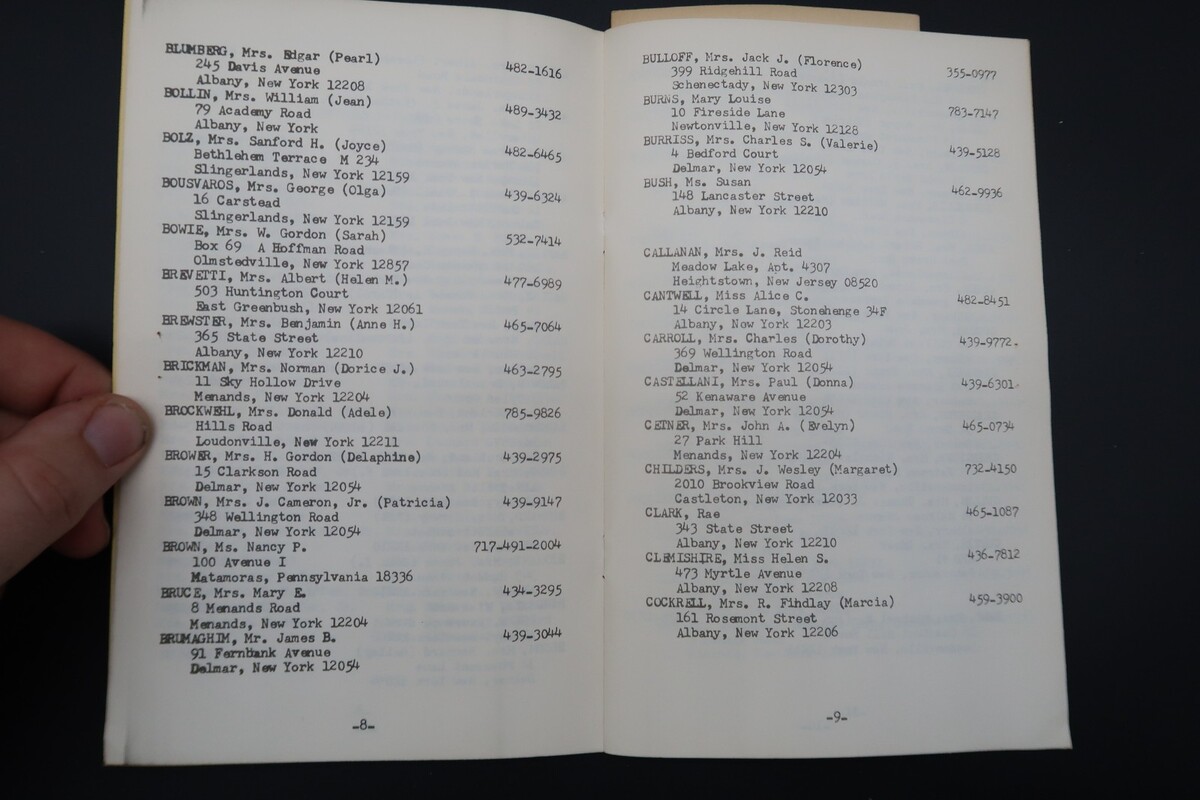 BLUMBERG, Mrs. Edgar (Pearl)
245 Davis Avenue 482-1616
Albany, New York 12208
BOLLIN, Mrs. William (Jean)
79 Academy Road 489-3432
Albany, New York
BOLZ, Mrs. Sanford H. (Joyce)
Bethlehem Terrace M 234 482-6465
Slingerlands, New York 12159
BOUSVAROS, Mrs. George (Olga) 439-6324
16 Carstead
Slingerlands, New York 12159
BOWIE, Mrs. W. Gordon (Sarah) 532-7414
Box 69 A Hoffman Road
Olmstedville, New York 12857
BREVETTI, Mrs. Albert (Helen M.) 477-6989
503 Huntington Court
East Greenbush, New York 12061
BREWSTER, Mrs. Benjamin (Anne H.) 465-7064
365 State Street
Albany, New York 12210
BRICKMAN, Mrs. Norman (Dorice J.) 463-2795
11 Sky Hollow Drive
Menands, New York 12204
BROCKWEHL, Mrs. Donald (Adele) 785-9826
Hills Road
Loudonville, New York 12211
BROWER, Mrs. H. Gordon (Delaphine) 439-2975
15 Clarkson Road
Delmar, New York 12054
BROWN, Mrs. J. Cameron, Jr. (Patricia) 439-9147
348 Wellington Road
Delmar, New York 12054
BROWN, Ms. Nancy P. 717-491-2004
100 Avenue I
Matamoras, Pennsylvania 18336
BRUCE, Mrs. Mary E. 434-3295
8 Menands Road
Menands, New York 12204
BRUMAGHIM, Mr. James B. 439-3044
91 Fernbank Avenue
Delmar, New York 12054
-8-
BULLOFF, Mrs. Jack J. (Florence)
399 Ridgehill Road 355-0977
Schenectady, New York 12303
BURNS, Mary Louise
10 Fireside Lane 783-7147
Newtonville, New York 12128
BURRISS, Mrs. Charles S. (Valerie)
4 Bedford Court 439-5128
Delmar, New York 12054
BUSH, Ms. Susan
148 Lancaster Street 462-9936
Albany, New York 12210
CALLANAN, Mrs. J. Reid
Meadow Lake, Apt. 4307
Heightstown, New Jersey 08520
CANTWELL, Miss Alice C. 482-8451
14 Circle Lane, Stonehenge 34F
Albany, New York 12203
CARROLL, Mrs. Charles (Dorothy) 439-9772.
369 Wellington Road
Delmar, New York 12054
CASTELLANI, Mrs. Paul (Donna) 439-6301
52 Kenaware Avenue
Delmar, New York 12054
CETNER, Mrs. John A. (Evelyn) 465-0734
27 Park Hill
Menands, New York 12204
CHILDERS, Mrs. J. Wesley (Margaret) 732-4150
2010 Brookview Road
Castleton, New York 12033
CLARK, Rae 465-1087
343 State Street
Albany, New York 12210
CLEMISHIRE, Miss Helen S. 436-7812
473 Myrtle Avenue
Albany, New York 12208
COCKRELL, Mrs. R. Fihdlay (Marcia) 459-3900
161 Rosemont Street
Albany, New York 12206
-9-